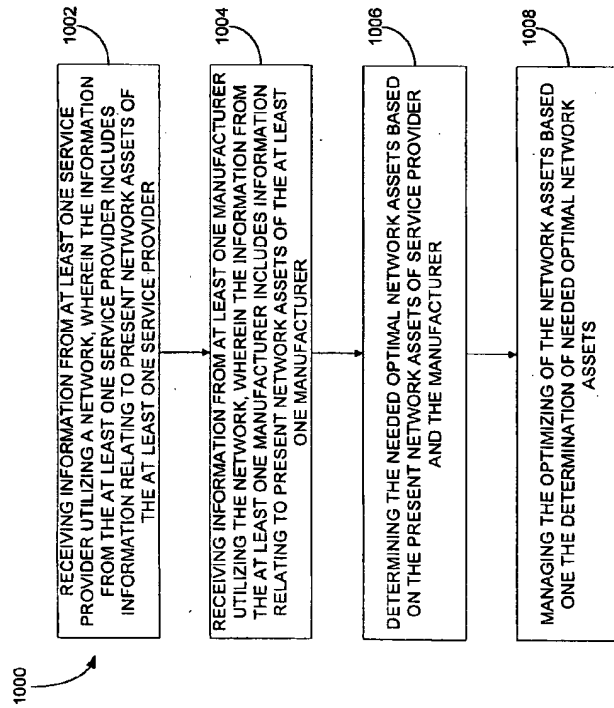 1000
1002
RECEIVING INFORMATION FROM AT LEAST ONE SERVICE
PROVIDER UTILIZING A NETWORK, WHEREIN THE INFORMATION
FROM THE AT LEAST ONE SERVICE PROVIDER INCLUDES
INFORMATION RELATING TO PRESENT NETWORK ASSETS OF
THE AT LEAST ONE SERVICE PROVIDER
1004
RECEIVING INFORMATION FROM AT LEAST ONE MANUFACTURER
UTILIZING THE NETWORK, WHEREIN THE INFORMATION FROM
THE AT LEAST ONE MANUFACTURER INCLUDES INFORMATION
RELATING TO PRESENT NETWORK ASSETS OF THE AT LEAST
ONE MANUFACTURER
1006
DETERMINING THE NEEDED OPTIMAL NETWORK ASSETS BASED
ON THE PRESENT NETWORK ASSETS OF SERVICE PROVIDER
AND THE MANUFACTURER
1008
MANAGING THE OPTIMIZING OF THE NETWORK ASSETS BASED
ONE THE DETERMINATION OF NEEDED OPTIMAL NETWORK
ASSETS